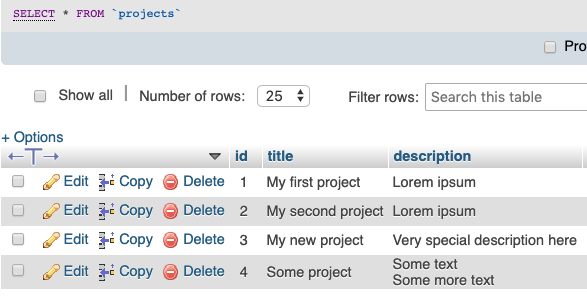 SELECT * FROM `projects`
Pro
Show all | Number of rows: 25 Filter rows: Search this table
+ Options
id title description
Edit Copy Delete 1 My first project Lorem ipsum
Edit Copy Delete 2 My second project Lorem ipsum
Edit Copy Delete 3 My new project Very special description here
Edit Copy Delete 4 Some project Some text
Some more text